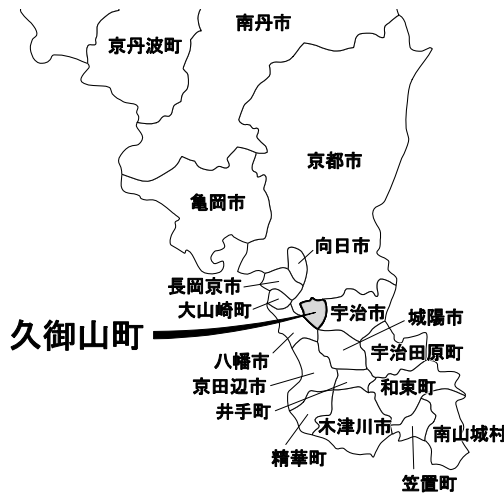 南丹市
京丹波町
京都市
亀岡市
向日市
長岡京市
大山崎町
宇治市
城陽市
久御山町
宇治田原町
八幡市
京田辺市
和束町
井手町
木津川市
南山城村
精華町
笠置町